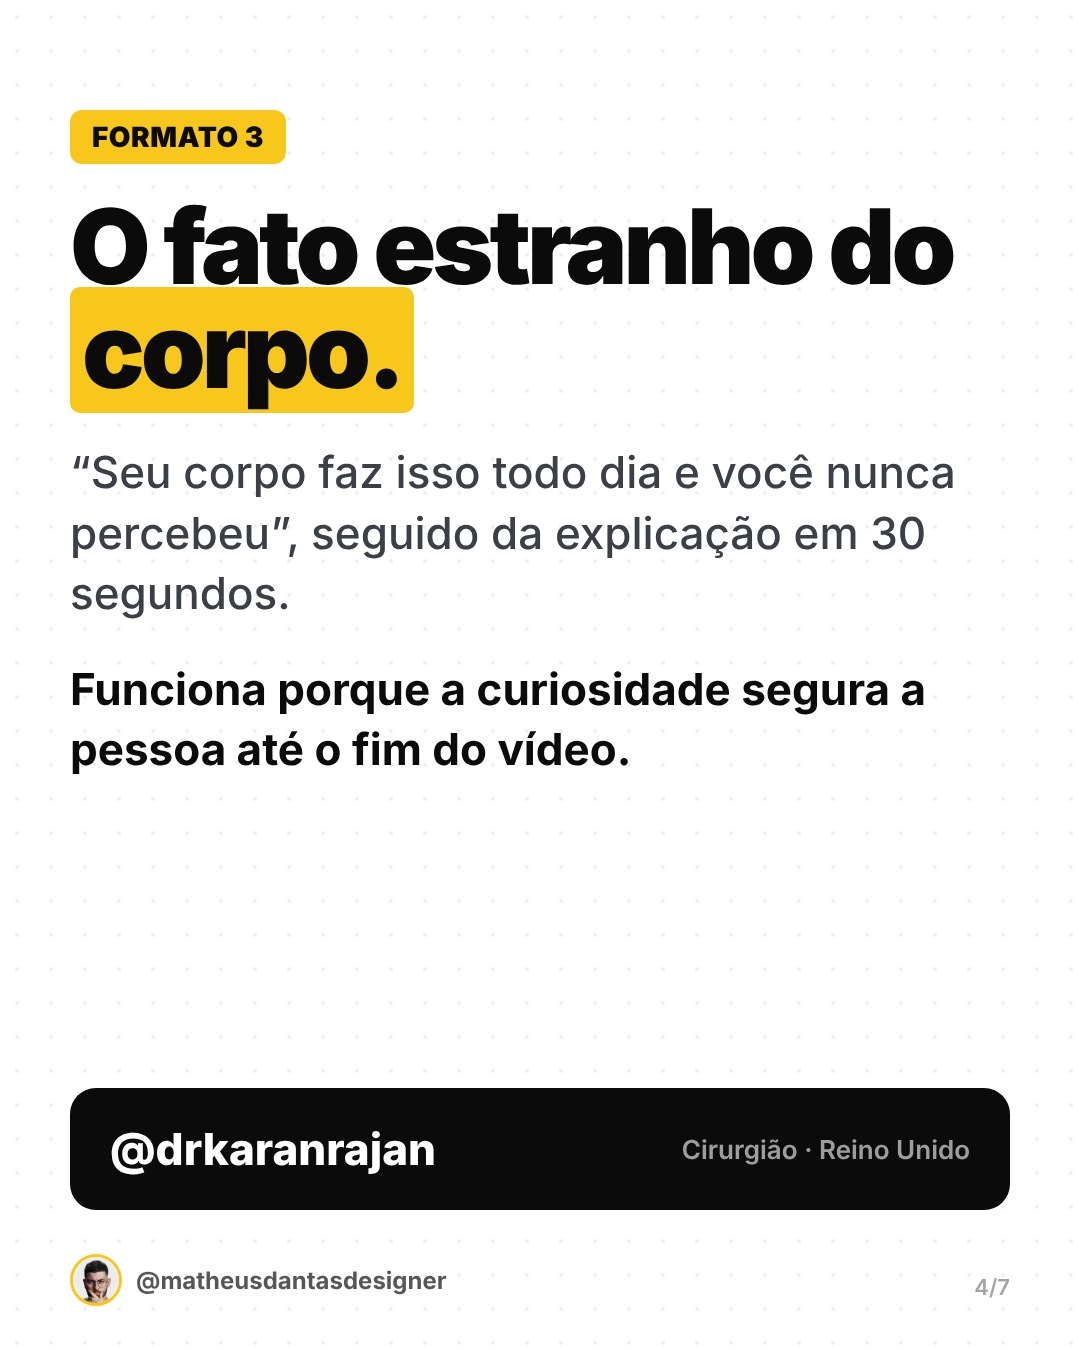 FORMATO 3
O fato estranho do
corpo.
“Seu corpo faz isso todo dia e você nunca
percebeu”, seguido da explicação em 30
segundos.
Funciona porque a curiosidade segura a
pessoa até o fim do vídeo.
@drkaranrajan
Cirurgião · Reino Unido
@matheusdantasdesigner
4/7